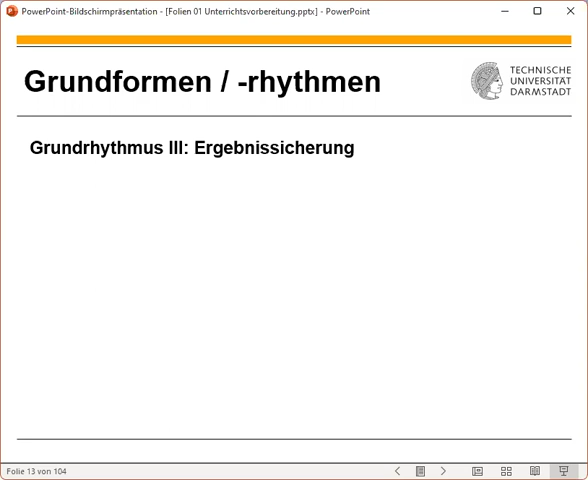 PowerPoint-Bildschirmpräsentation - [Folien 01 Unterrichtsvorbereitung.pptx] - PowerPoint
Grundformen / -rhythmen
TECHNISCHE
UNIVERSITÄT
DARMSTADT
Grundrhythmus III: Ergebnissicherung
Folie 13 von 104